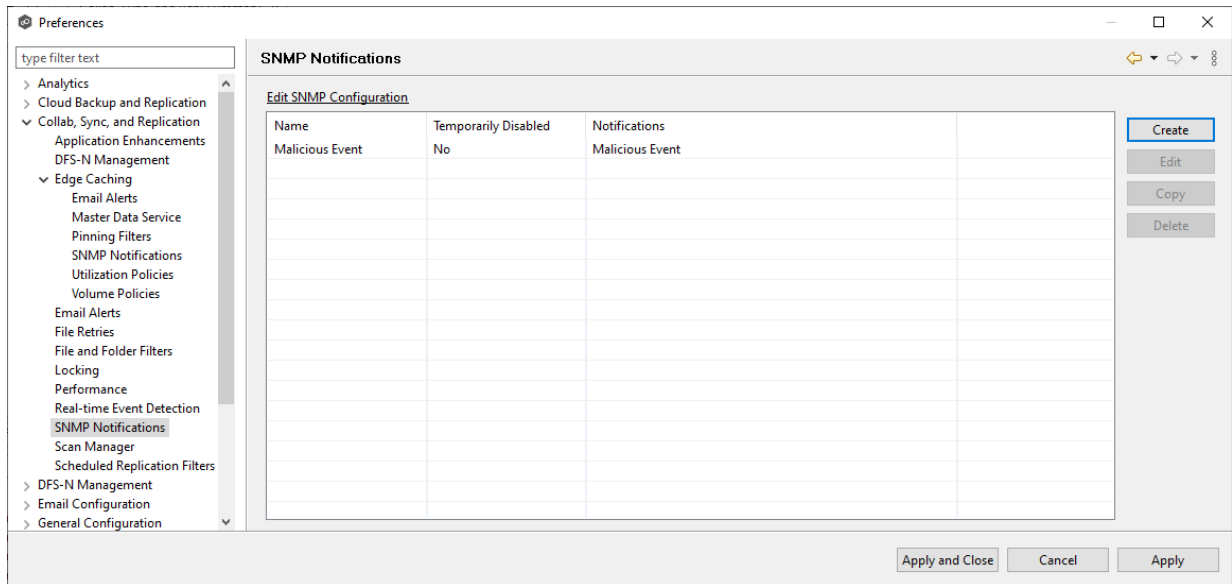 Preferences
type filter text
Analytics
Cloud Backup and Replication
Collab, Sync, and Replication
Application Enhancements
DFS-N Management
Edge Caching
Email Alerts
Master Data Service
Pinning Filters
SNMP Notifications
Utilization Policies
Volume Policies
Email Alerts
File Retries
File and Folder Filters
Locking
Performance
Real-time Event Detection
SNMP Notifications
Scan Manager
Scheduled Replication Filters
DFS-N Management
Email Configuration
General Configuration
SNMP Notifications
Edit SNMP Configuration
Name Temporarily Disabled Notifications
Malicious Event No Malicious Event
Create
Edit
Copy
Delete
Apply and Close Cancel Apply